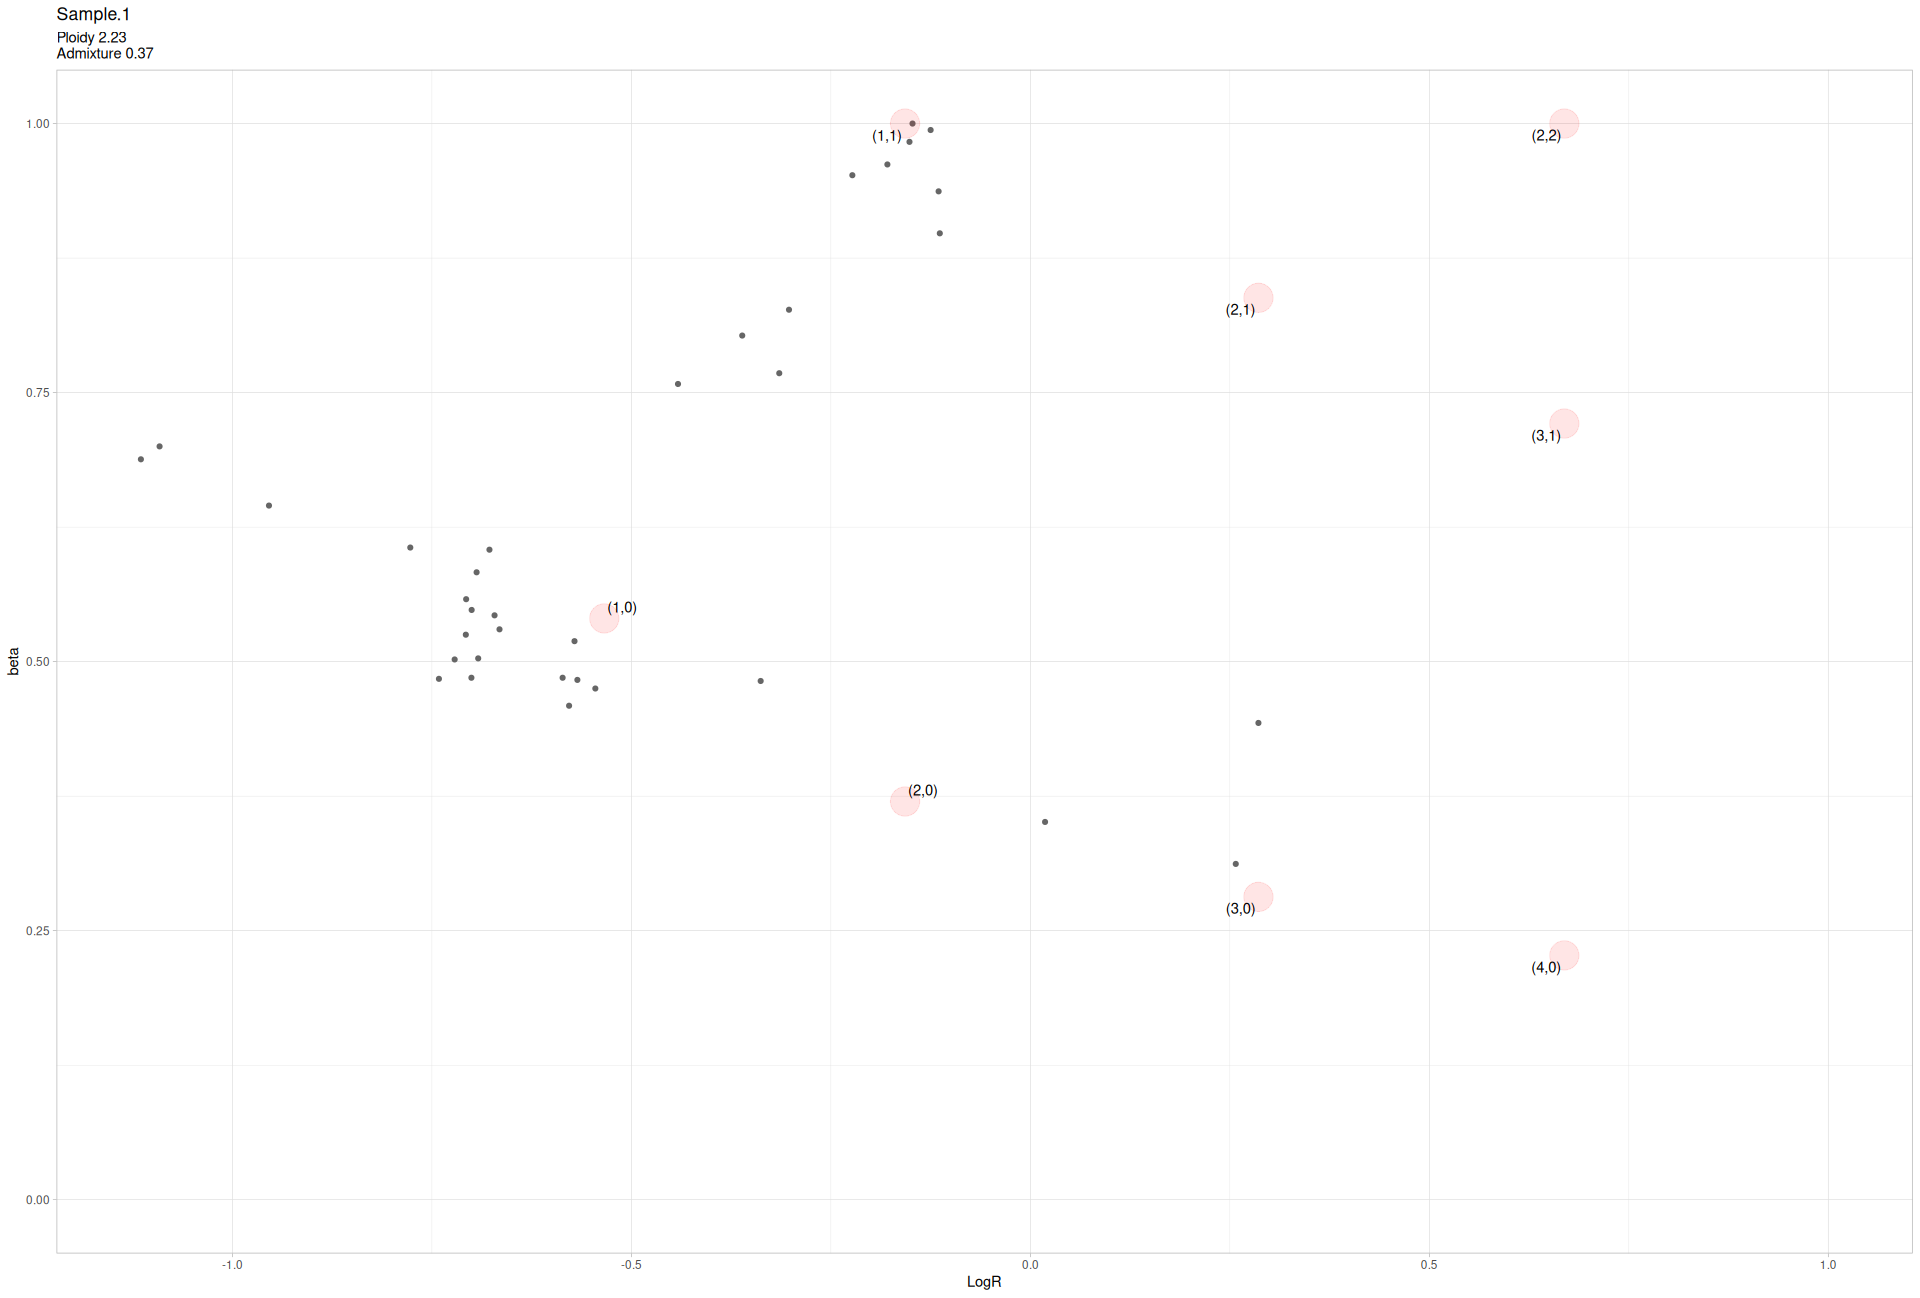 Sample.1
Ploidy 2.23
Admixture 0.37
1.00
(1,1)
(2,2)
(2,1)
0.75
(3,1)
(1,0)
0.50
beta
(2,0)
(3,0)
0.25
(4,0)
0.00
-1.0 -0.5 0.0 0.5 1.0
LogR